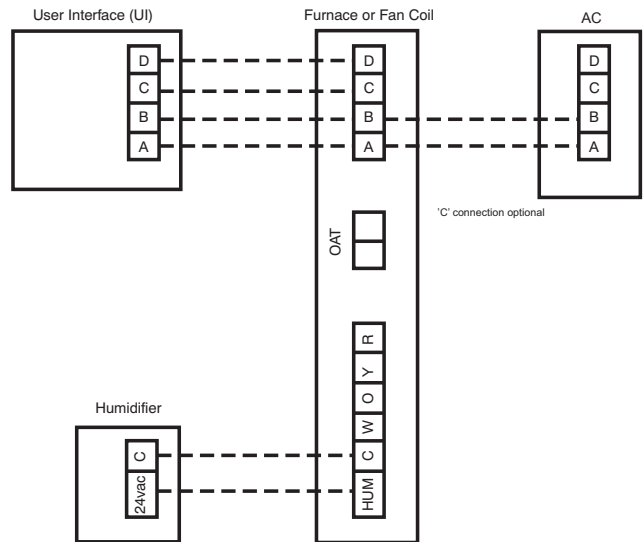 User Interface (UI)
Furnace or Fan Coil
AC
D
C
B
A
D
C
B
A
D
C
B
A
'C' connection optional
OAT
R
Y
O
W
C
HUM
Humidifier
C
24vac